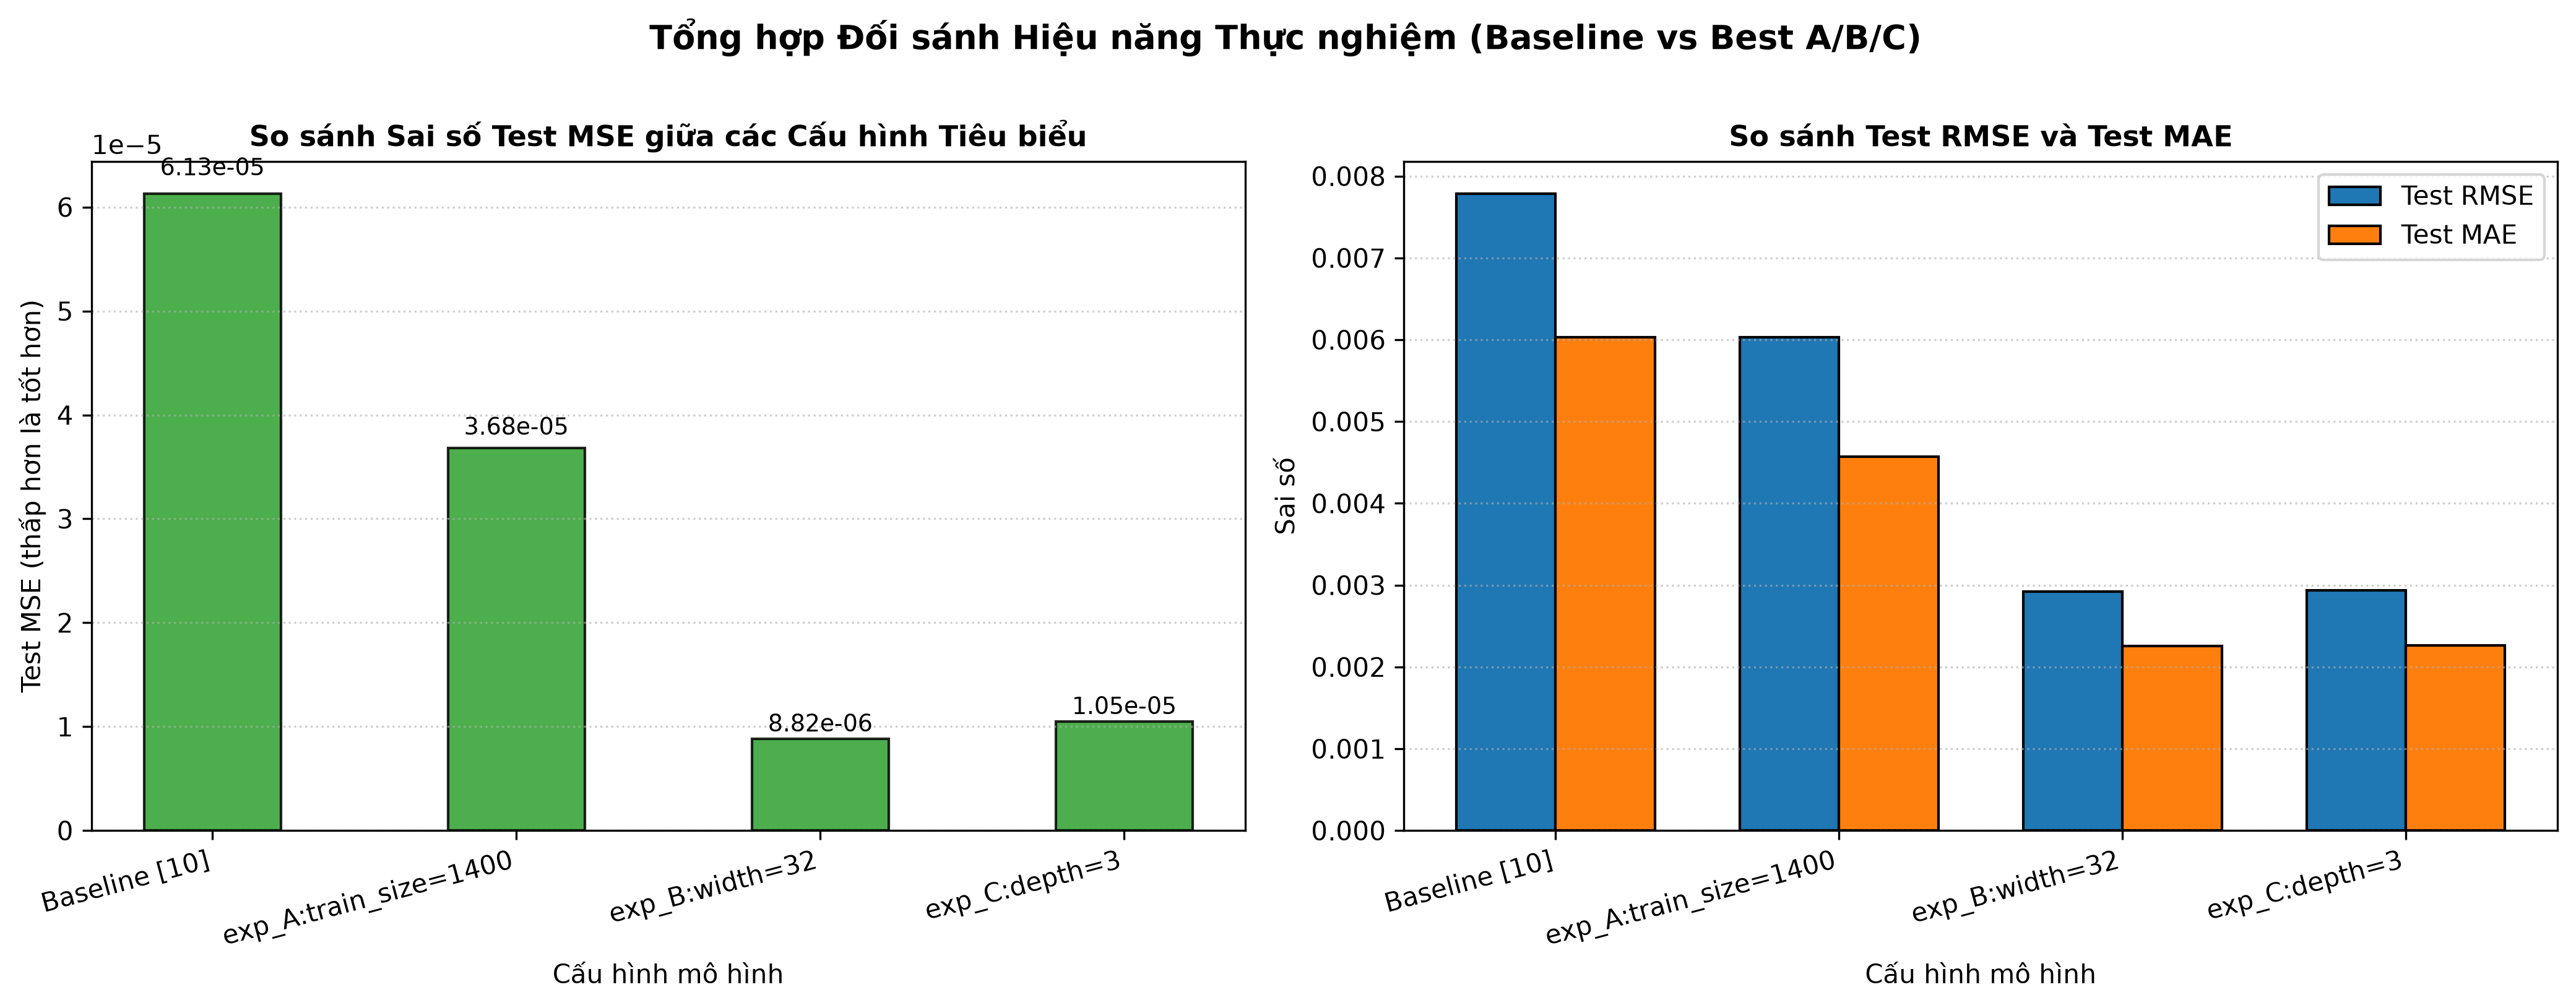 Tổng hợp Đối sánh Hiệu năng Thực nghiệm (Baseline vs Best A/B/C)
So sánh Sai số Test MSE giữa các Cấu hình Tiêu biểu
1e−5
6.13e-05
3.68e-05
8.82e-06
1.05e-05
6
5
4
3
2
1
0
Test MSE (thấp hơn là tốt hơn)
Baseline [10]
exp_A:train_size=1400
exp_B:width=32
exp_C:depth=3
Cấu hình mô hình
So sánh Test RMSE và Test MAE
Test RMSE
Test MAE
0.008
0.007
0.006
0.005
0.004
0.003
0.002
0.001
0.000
Sai số
Baseline [10]
exp_A:train_size=1400
exp_B:width=32
exp_C:depth=3
Cấu hình mô hình